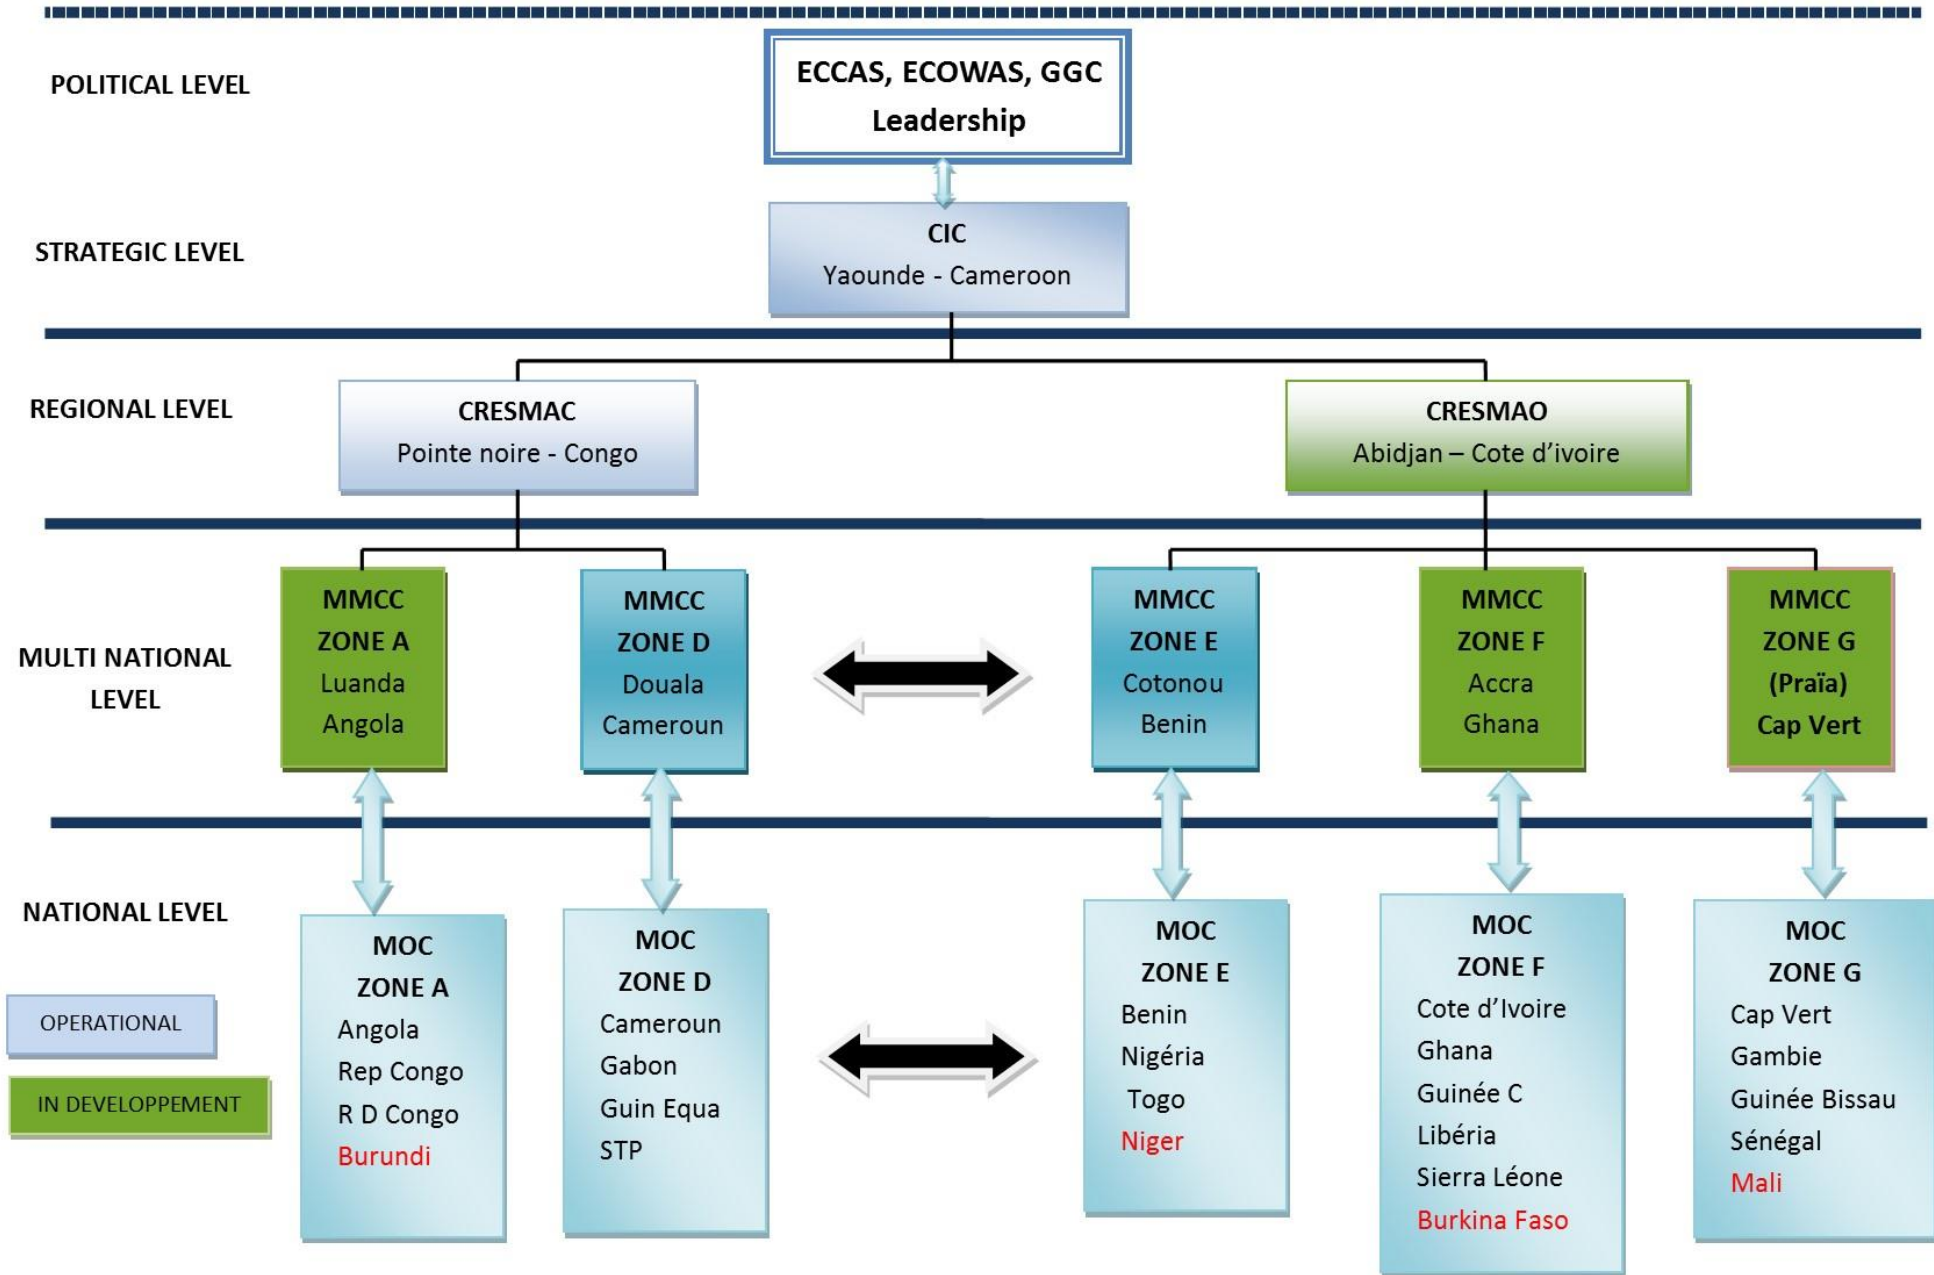 POLITICAL LEVEL
ECCAS, ECOWAS, GGC
Leadership
STRATEGIC LEVEL
CIC
Yaounde - Cameroon
REGIONAL LEVEL
CRESMAC
Pointe noire - Congo
CRESMAO
Abidjan – Cote d’ivoire
MULTI NATIONAL
LEVEL
MMCC
ZONE A
Luanda
Angola
MMCC
ZONE D
Douala
Cameroun
MMCC
ZONE E
Cotonou
Benin
MMCC
ZONE F
Accra
Ghana
MMCC
ZONE G
(Praïa)
Cap Vert
NATIONAL LEVEL
MOC
ZONE A
Angola
Rep Congo
R D Congo
Burundi
MOC
ZONE D
Cameroun
Gabon
Guin Equa
STP
MOC
ZONE E
Benin
Nigéria
Togo
Niger
MOC
ZONE F
Cote d’Ivoire
Ghana
Guinée C
Libéria
Sierra Léone
Burkina Faso
MOC
ZONE G
Cap Vert
Gambie
Guinée Bissau
Sénégal
Mali
OPERATIONAL
IN DEVELOPPEMENT